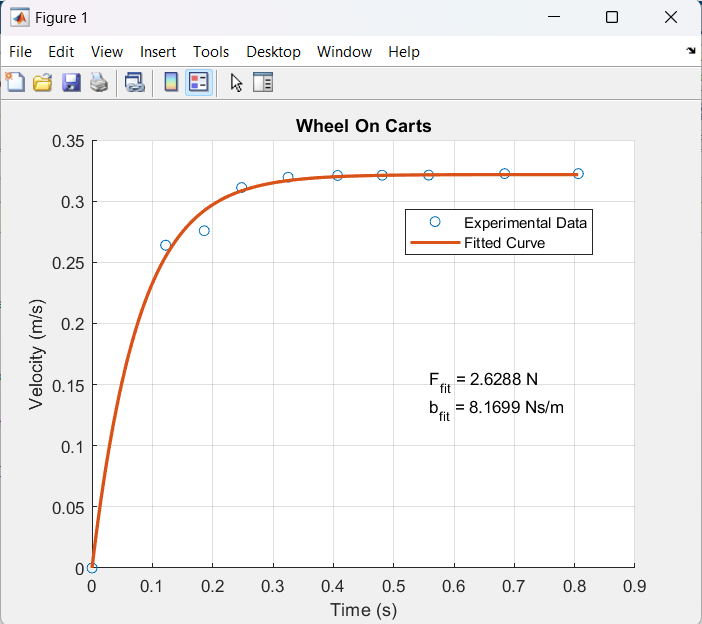 Figure 1
File Edit View Insert Tools Desktop Window Help
Wheel On Carts
0.35
0.3
0.25
0.2
0.15
0.1
0.05
0
Velocity (m/s)
Experimental Data
Fitted Curve
F_fit = 2.6288 N
b_fit = 8.1699 Ns/m
0 0.1 0.2 0.3 0.4 0.5 0.6 0.7 0.8 0.9
Time (s)